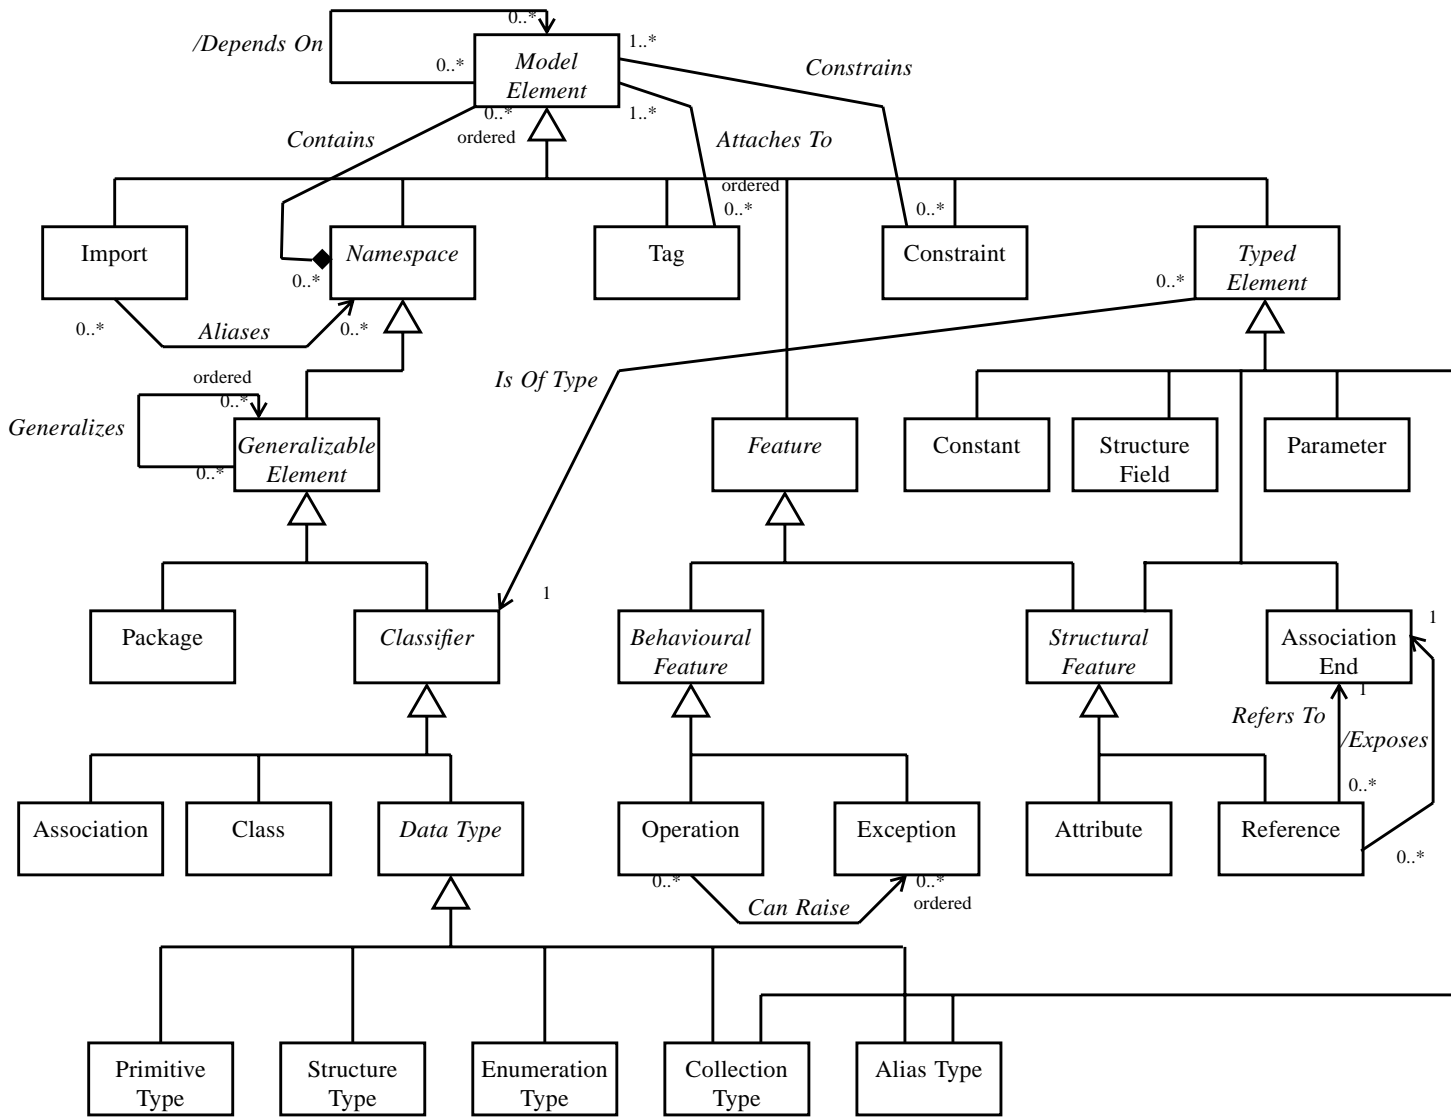 0..*
/Depends On
1..*
0..*
Model
Element
Constrains
0..*
1..*
ordered
Contains
Attaches To
ordered
0..*
0..*
Import
Namespace
Tag
Constraint
Typed
Element
0..*
0..*
0..*
Aliases
0..*
ordered
Is Of Type
0..*
Generalizes
Generalizable
Element
0..*
Feature
Constant
Structure
Field
Parameter
1
Package
Classifier
Behavioural
Feature
Structural
Feature
Association
End
1
1
Refers To
/Exposes
0..*
Association
Class
Data Type
Operation
Exception
Attribute
Reference
0..*
0..*
0..*
ordered
Can Raise
Primitive
Type
Structure
Type
Enumeration
Type
Collection
Type
Alias Type